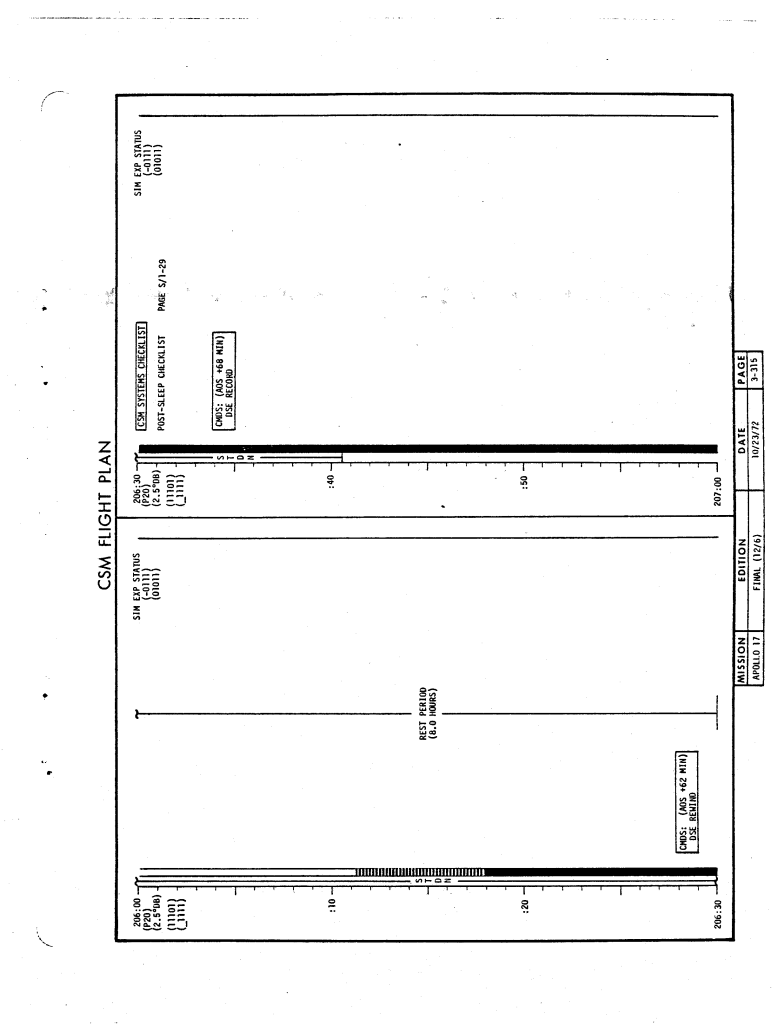 CSM FLIGHT PLAN
206:00
(P20)
(2.5°DB)
(11101)
(_1111)
:10
:20
206:30
STDN
REST PERIOD
(8.0 HOURS)
CMDS: (AOS +62 MIN)
DSE REWIND
SIM EXP STATUS
(-0111)
(01011)
206:30
(P20)
(2.5°DB)
(11101)
(_1111)
:40
:50
207:00
STDN
CSM SYSTEMS CHECKLIST
POST-SLEEP CHECKLIST PAGE S/1-29
CMDS: (AOS +68 MIN)
DSE RECORD
SIM EXP STATUS
(-0111)
(01011)
MISSION EDITION DATE PAGE
APOLLO 17 FINAL (12/6) 10/23/72 3-315